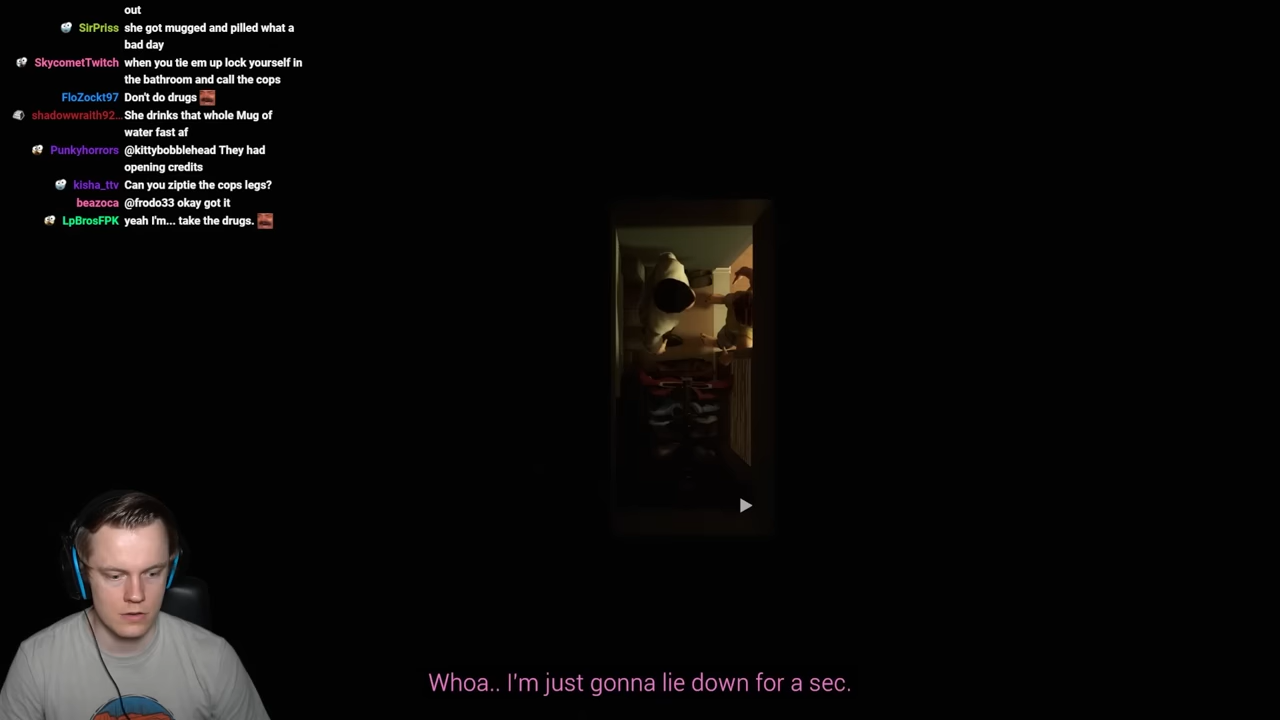 out
SirPriss she got mugged and pilled what a
bad day
SkycometTwitch when you tie em up lock yourself in
the bathroom and call the cops
FloZockt97 Don't do drugs
shadowwraith92... She drinks that whole Mug of
water fast af
Punkyhorrors @kittybobblehead They had
opening credits
kisha_ttv Can you ziptie the cops legs?
beazoca @frodo33 okay got it
LpBrosFPK yeah I'm... take the drugs.
Whoa.. I'm just gonna lie down for a sec.